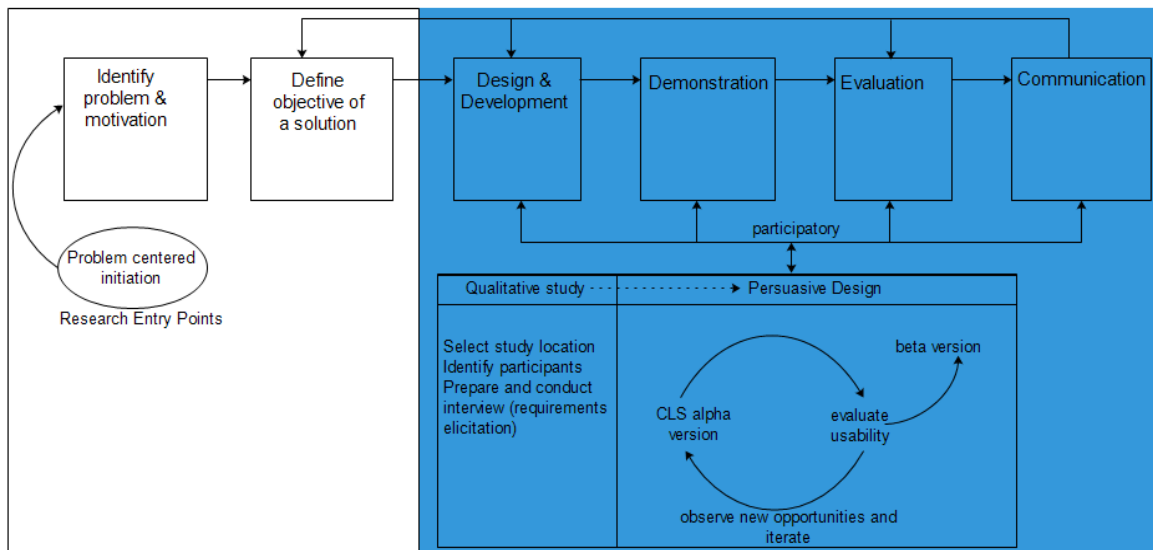 Identify
problem &
motivation
Define
objective of
a solution
Design &
Development
Demonstration
Evaluation
Communication
Problem centered
initiation
Research Entry Points
participatory
Qualitative study
Persuasive Design
Select study location
Identify participants
Prepare and conduct
interview (requirements
elicitation)
beta version
CLS alpha
version
evaluate
usability
observe new opportunities and
iterate